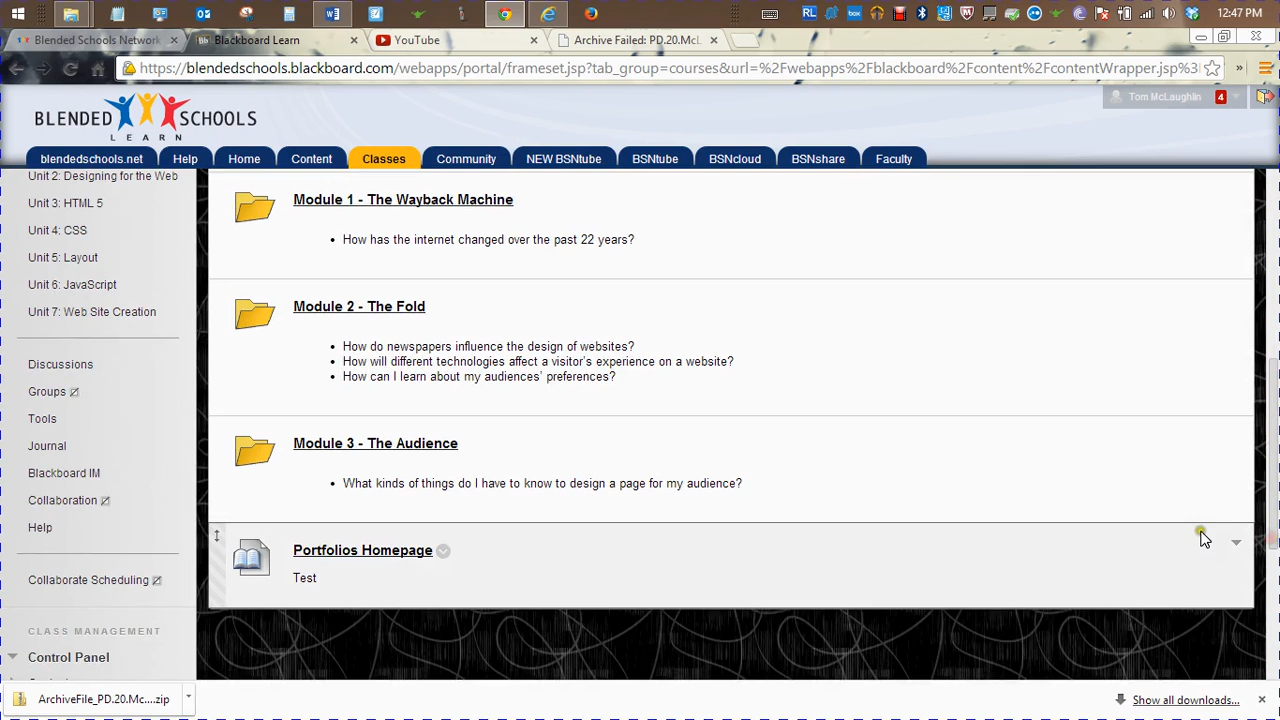 12:47 PM
Blended Schools Network
Blackboard Learn
YouTube
Archive Failed: PD.20.McL
https://blendedschools.blackboard.com/webapps/portal/frameset.jsp?tab_group=courses&url=%2Fwebapps%2Fblackboard%2Fcontent%2FcontentWrapper.jsp%3
BLENDED SCHOOLS
LEARN
Tom McLaughlin 4
blendedschools.net Help Home Content Classes Community NEW BSNtube BSNtube BSNcloud BSNshare Faculty
Unit 2: Designing for the Web
Unit 3: HTML 5
Unit 4: CSS
Unit 5: Layout
Unit 6: JavaScript
Unit 7: Web Site Creation
Discussions
Groups
Tools
Journal
Blackboard IM
Collaboration
Help
Collaborate Scheduling
CLASS MANAGEMENT
Control Panel
Module 1 - The Wayback Machine
• How has the internet changed over the past 22 years?
Module 2 - The Fold
• How do newspapers influence the design of websites?
• How will different technologies affect a visitor's experience on a website?
• How can I learn about my audiences' preferences?
Module 3 - The Audience
• What kinds of things do I have to know to design a page for my audience?
Portfolios Homepage
Test
ArchiveFile_PD.20.Mc....zip
Show all downloads...